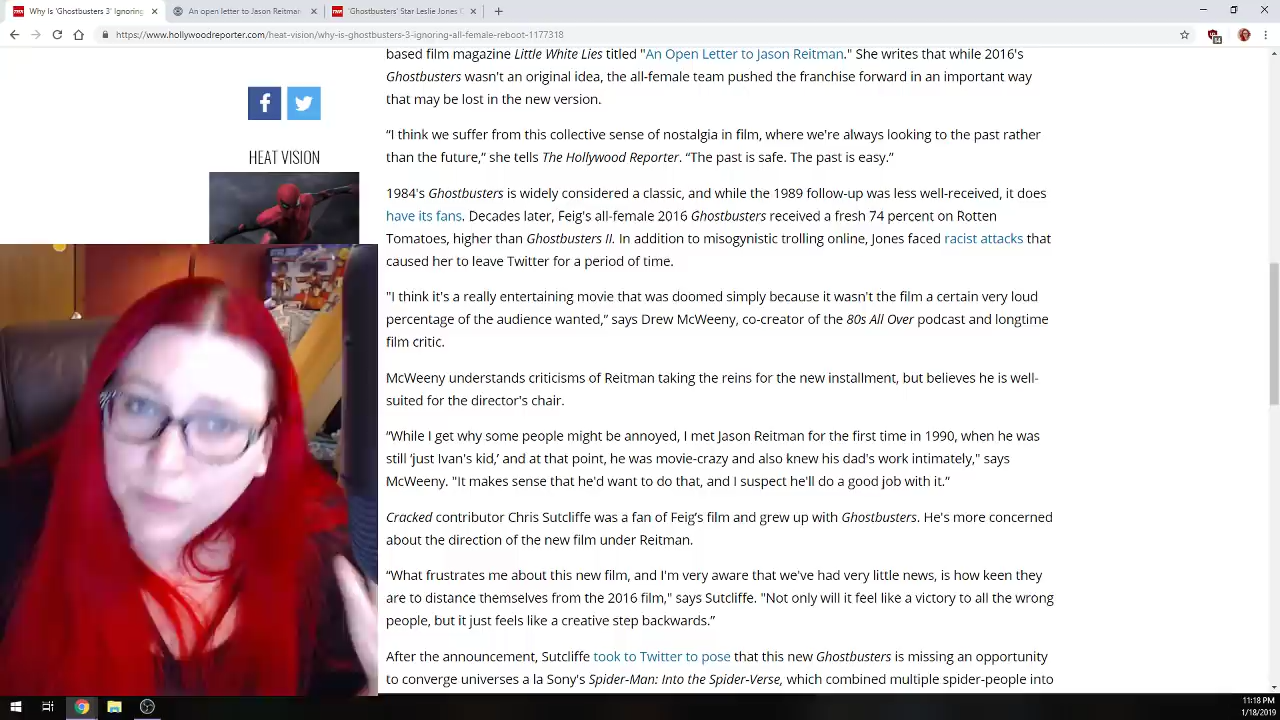 Why Is 'Ghostbusters 3' Ignoring
An open letter to Jason Reitman
'Ghostbusters' Star Leslie Jones C
https://www.hollywoodreporter.com/heat-vision/why-is-ghostbusters-3-ignoring-all-female-reboot-1177318
based film magazine Little White Lies titled "An Open Letter to Jason Reitman." She writes that while 2016's
Ghostbusters wasn't an original idea, the all-female team pushed the franchise forward in an important way
that may be lost in the new version.
“I think we suffer from this collective sense of nostalgia in film, where we're always looking to the past rather
than the future,” she tells The Hollywood Reporter. “The past is safe. The past is easy.”
HEAT VISION
1984's Ghostbusters is widely considered a classic, and while the 1989 follow-up was less well-received, it does
have its fans. Decades later, Feig's all-female 2016 Ghostbusters received a fresh 74 percent on Rotten
Tomatoes, higher than Ghostbusters II. In addition to misogynistic trolling online, Jones faced racist attacks that
caused her to leave Twitter for a period of time.
"I think it's a really entertaining movie that was doomed simply because it wasn't the film a certain very loud
percentage of the audience wanted,” says Drew McWeeny, co-creator of the 80s All Over podcast and longtime
film critic.
McWeeny understands criticisms of Reitman taking the reins for the new installment, but believes he is well-
suited for the director's chair.
“While I get why some people might be annoyed, I met Jason Reitman for the first time in 1990, when he was
still ‘just Ivan's kid,’ and at that point, he was movie-crazy and also knew his dad's work intimately," says
McWeeny. "It makes sense that he'd want to do that, and I suspect he'll do a good job with it.”
Cracked contributor Chris Sutcliffe was a fan of Feig’s film and grew up with Ghostbusters. He's more concerned
about the direction of the new film under Reitman.
“What frustrates me about this new film, and I'm very aware that we've had very little news, is how keen they
are to distance themselves from the 2016 film," says Sutcliffe. "Not only will it feel like a victory to all the wrong
people, but it just feels like a creative step backwards.”
After the announcement, Sutcliffe took to Twitter to pose that this new Ghostbusters is missing an opportunity
to converge universes a la Sony's Spider-Man: Into the Spider-Verse, which combined multiple spider-people into
11:18 PM
1/18/2019